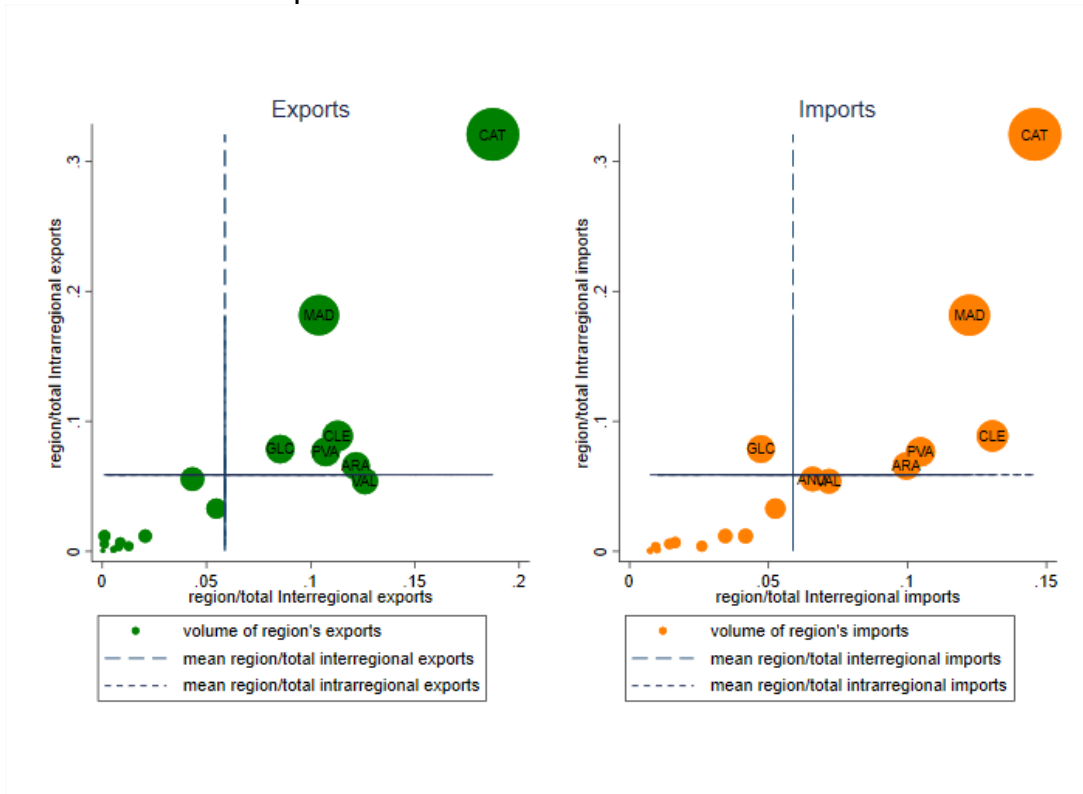 Exports
CAT
MAD
CLE
GLC
PVA
ARA
VAL
.3
.2
.1
0
region/total Intrarregional exports
0
.05
.1
.15
.2
region/total Interregional exports
volume of region's exports
mean region/total interregional exports
mean region/total intrarregional exports
Imports
CAT
MAD
CLE
GLC
PVA
ARA
VAL
.3
.2
.1
0
region/total Intrarregional imports
0
.05
.1
.15
region/total Interregional imports
volume of region's imports
mean region/total interregional imports
mean region/total intrarregional imports